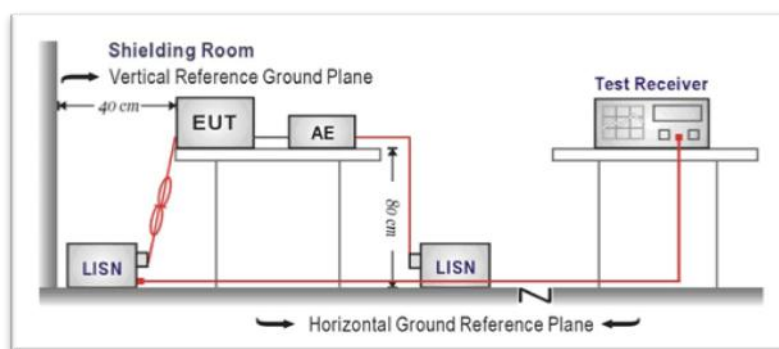 Shielding Room
Vertical Reference Ground Plane
40 cm
EUT
AE
Test Receiver
80 cm
LISN
LISN
Horizontal Ground Reference Plane